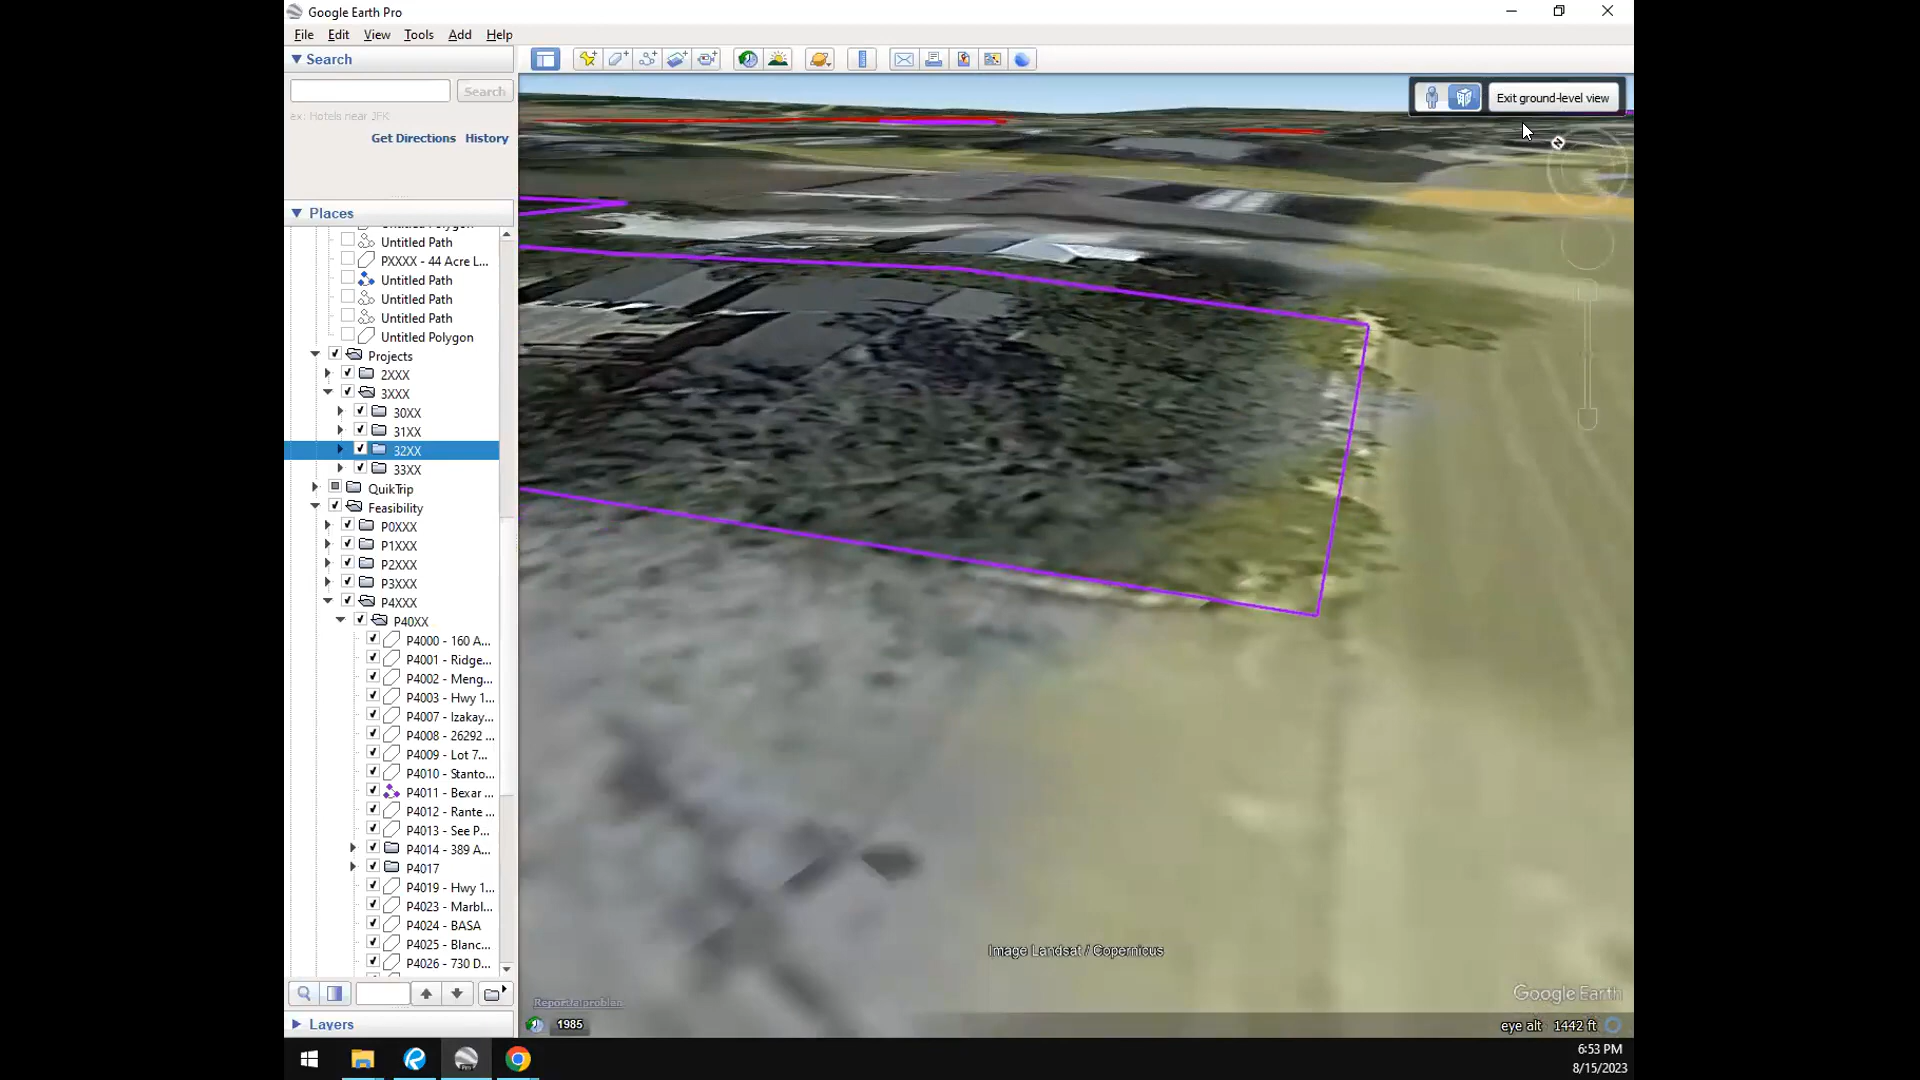 Google Earth Pro
File Edit View Tools Add Help
Search
Search
ex: Hotels near JFK
Get Directions History
Places
Untitled Polygon
Untitled Path
PXXXX - 44 Acre L...
Untitled Path
Untitled Path
Untitled Path
Untitled Polygon
Projects
2XXX
3XXX
30XX
31XX
32XX
33XX
QuikTrip
Feasibility
P0XXX
P1XXX
P2XXX
P3XXX
P4XXX
P40XX
P4000 - 160 A...
P4001 - Ridge...
P4002 - Meng...
P4003 - Hwy 1...
P4007 - Izakay...
P4008 - 26292 ...
P4009 - Lot 7...
P4010 - Stanto...
P4011 - Bexar ...
P4012 - Rante ...
P4013 - See P...
P4014 - 389 A...
P4017
P4019 - Hwy 1...
P4023 - Marbl...
P4024 - BASA
P4025 - Blanc...
P4026 - 730 D...
Layers
Exit ground-level view
Image Landsat / Copernicus
Report a problem
Google Earth
1985
eye alt 1442 ft
6:53 PM
8/15/2023